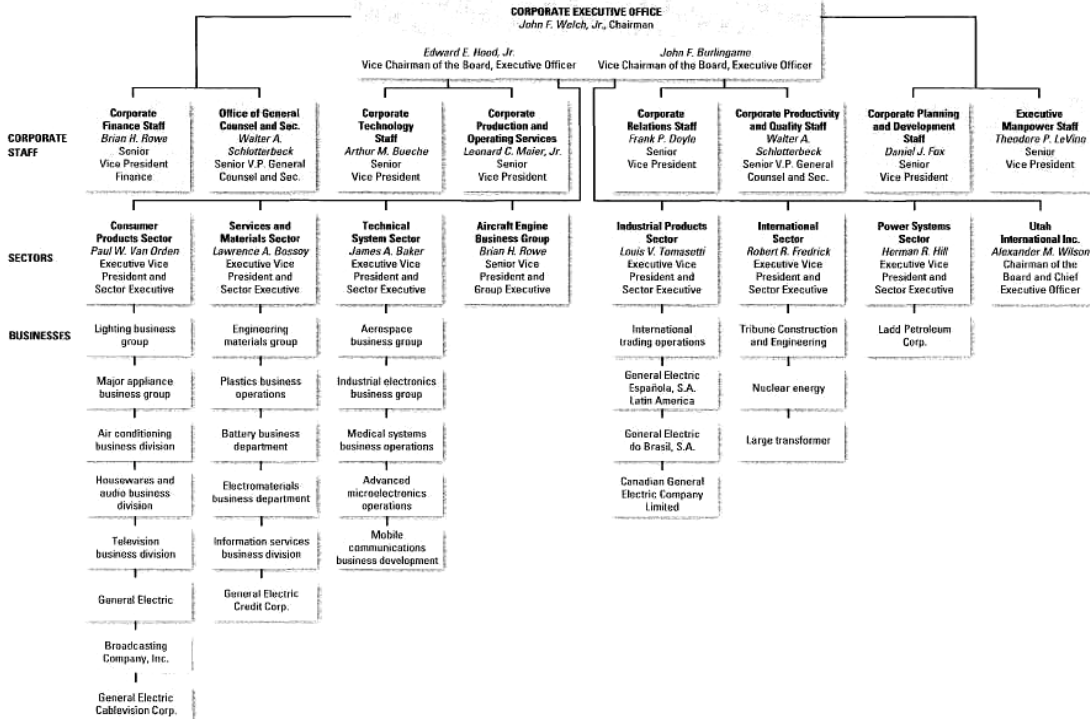 CORPORATE EXECUTIVE OFFICE
John F. Welch, Jr., Chairman
Edward E. Hood, Jr.
Vice Chairman of the Board, Executive Officer
John F. Burlingame
Vice Chairman of the Board, Executive Officer
CORPORATE
STAFF
Corporate
Finance Staff
Brian H. Rowe
Senior
Vice President
Finance
Office of General
Counsel and Sec.
Walter A.
Schlotterbeck
Senior V.P. General
Counsel and Sec.
Corporate
Technology
Staff
Arthur M. Bueche
Senior
Vice President
Corporate
Production and
Operating Services
Leonard C. Maier, Jr.
Senior
Vice President
Corporate
Relations Staff
Frank P. Doyle
Senior
Vice President
Corporate Productivity
and Quality Staff
Walter A.
Schlotterbeck
Senior V.P. General
Counsel and Sec.
Corporate Planning
and Development
Staff
Daniel J. Fox
Senior
Vice President
Executive
Manpower Staff
Theodore P. LeVino
Senior
Vice President
SECTORS
Consumer
Products Sector
Paul W. Van Orden
Executive Vice
President and
Sector Executive
Services and
Materials Sector
Lawrence A. Bossoy
Executive Vice
President and
Sector Executive
Technical
System Sector
James A. Baker
Executive Vice
President and
Sector Executive
Aircraft Engine
Business Group
Brian H. Rowe
Senior Vice
President and
Group Executive
Industrial Products
Sector
Louis V. Tomasetti
Executive Vice
President and
Sector Executive
International
Sector
Robert R. Fredrick
Executive Vice
President and
Sector Executive
Power Systems
Sector
Herman R. Hill
Executive Vice
President and
Sector Executive
Utah
International Inc.
Alexander M. Wilson
Chairman of the
Board and Chief
Executive Officer
BUSINESSES
Lighting business
group
Major appliance
business group
Air conditioning
business division
Housewares and
audio business
division
Television
business division
General Electric
Broadcasting
Company, Inc.
General Electric
Cablevision Corp.
Engineering
materials group
Plastics business
operations
Battery business
department
Electromaterials
business department
Information services
business division
General Electric
Credit Corp.
Aerospace
business group
Industrial electronics
business group
Medical systems
business operations
Advanced
microelectronics
operations
Mobile
communications
business development
International
trading operations
General Electric
Española, S.A.
Latin America
General Electric
do Brasil, S.A.
Canadian General
Electric Company
Limited
Tribune Construction
and Engineering
Nuclear energy
Large transformer
Ladd Petroleum
Corp.